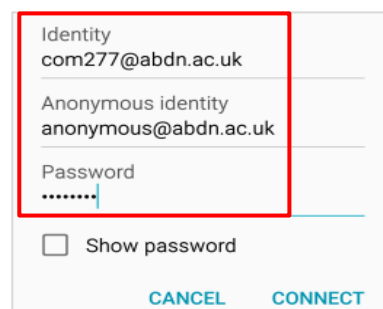 Identity
com277@abdn.ac.uk
Anonymous identity
anonymous@abdn.ac.uk
Password
••••••••
Show password
CANCEL CONNECT